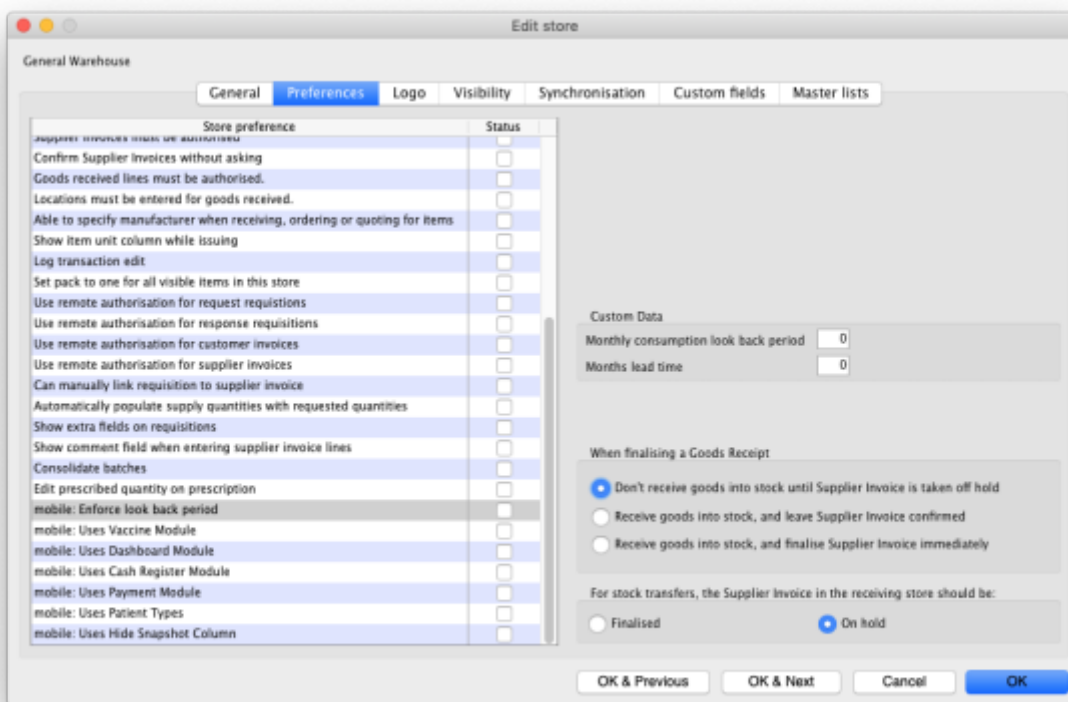 Edit store
General Warehouse
General Preferences Logo Visibility Synchronisation Custom fields Master lists
Store preference Status
Supplier invoices must be authorised
Confirm Supplier Invoices without asking
Goods received lines must be authorised.
Locations must be entered for goods received.
Able to specify manufacturer when receiving, ordering or quoting for items
Show item unit column while issuing
Log transaction edit
Set pack to one for all visible items in this store
Use remote authorisation for request requistions
Use remote authorisation for response requisitions
Use remote authorisation for customer invoices
Use remote authorisation for supplier invoices
Can manually link requisition to supplier invoice
Automatically populate supply quantities with requested quantities
Show extra fields on requisitions
Show comment field when entering supplier invoice lines
Consolidate batches
Edit prescribed quantity on prescription
mobile: Enforce look back period
mobile: Uses Vaccine Module
mobile: Uses Dashboard Module
mobile: Uses Cash Register Module
mobile: Uses Payment Module
mobile: Uses Patient Types
mobile: Uses Hide Snapshot Column
Custom Data
Monthly consumption look back period 0
Months lead time 0
When finalising a Goods Receipt
Don't receive goods into stock until Supplier Invoice is taken off hold
Receive goods into stock, and leave Supplier Invoice confirmed
Receive goods into stock, and finalise Supplier Invoice immediately
For stock transfers, the Supplier Invoice in the receiving store should be:
Finalised On hold
OK & Previous OK & Next Cancel OK